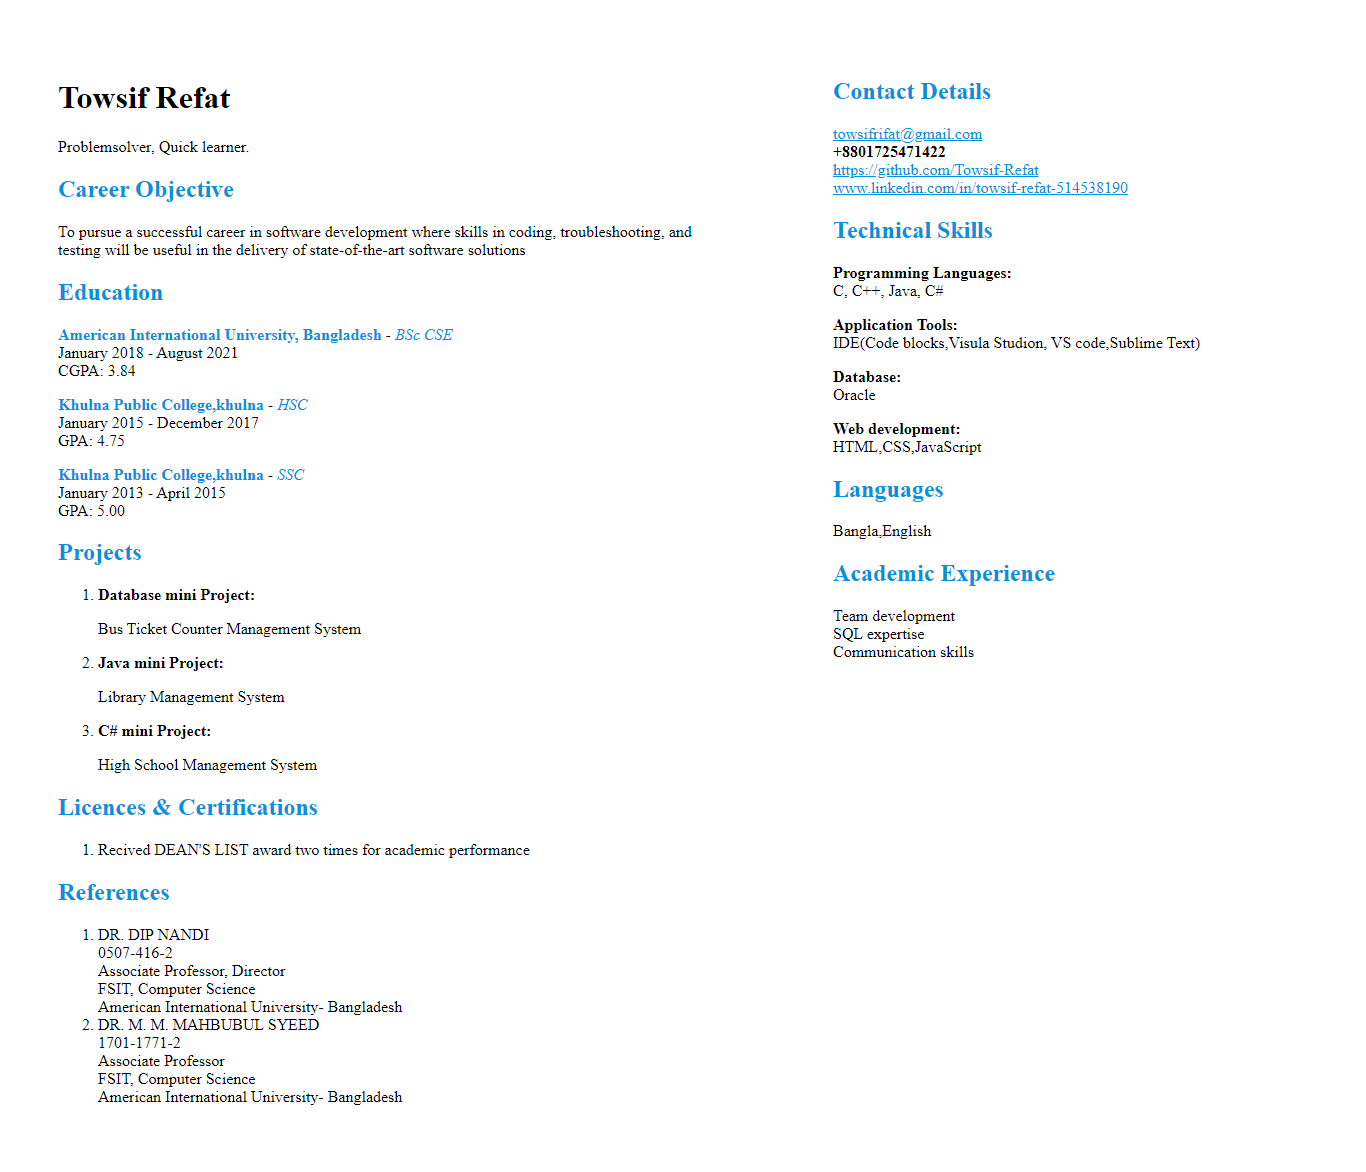 Towsif Refat
Problemsolver, Quick learner.
Career Objective
To pursue a successful career in software development where skills in coding, troubleshooting, and
testing will be useful in the delivery of state-of-the-art software solutions
Education
American International University, Bangladesh - BSc CSE
January 2018 - August 2021
CGPA: 3.84
Khulna Public College,khulna - HSC
January 2015 - December 2017
GPA: 4.75
Khulna Public College,khulna - SSC
January 2013 - April 2015
GPA: 5.00
Projects
1. Database mini Project:
Bus Ticket Counter Management System
2. Java mini Project:
Library Management System
3. C# mini Project:
High School Management System
Licences & Certifications
1. Recived DEAN'S LIST award two times for academic performance
References
1. DR. DIP NANDI
0507-416-2
Associate Professor, Director
FSIT, Computer Science
American International University- Bangladesh
2. DR. M. M. MAHBUBUL SYEED
1701-1771-2
Associate Professor
FSIT, Computer Science
American International University- Bangladesh
Contact Details
towsifrifat@gmail.com
+8801725471422
https://github.com/Towsif-Refat
www.linkedin.com/in/towsif-refat-514538190
Technical Skills
Programming Languages:
C, C++, Java, C#
Application Tools:
IDE(Code blocks,Visula Studion, VS code,Sublime Text)
Database:
Oracle
Web development:
HTML,CSS,JavaScript
Languages
Bangla,English
Academic Experience
Team development
SQL expertise
Communication skills